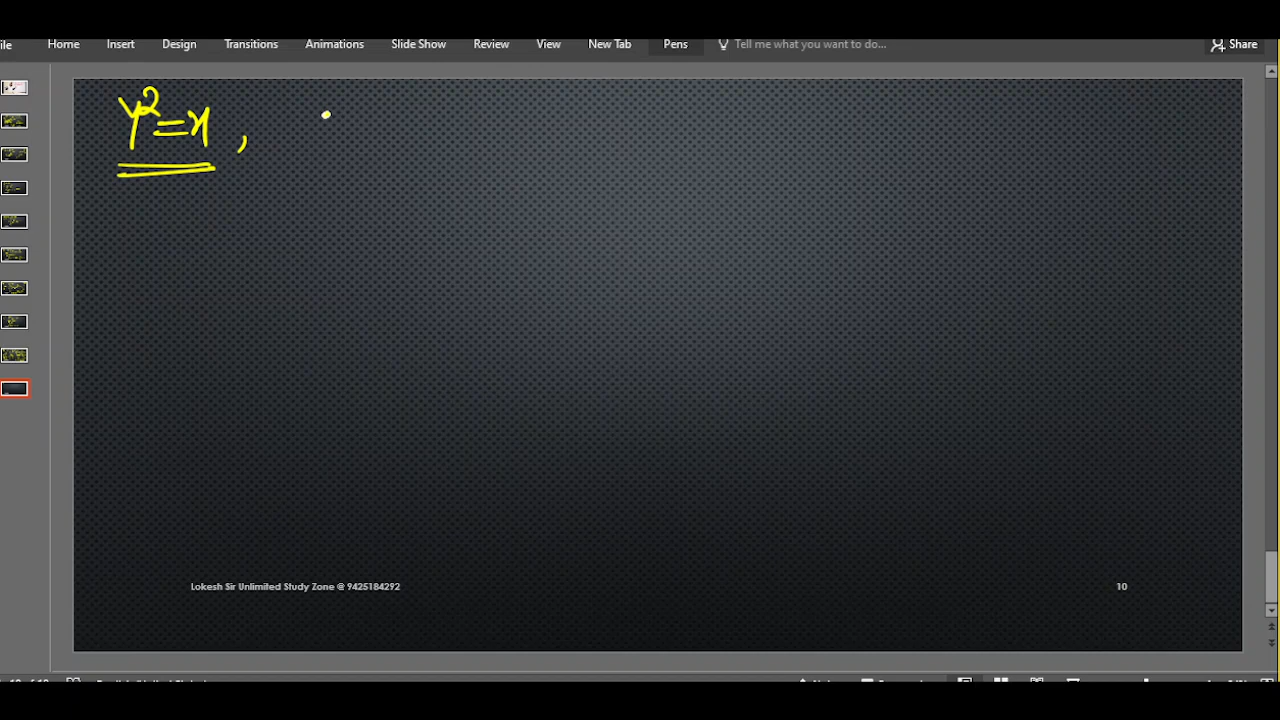 File Home Insert Design Transitions Animations Slide Show Review View New Tab Pens Tell me what you want to do... Share
y² = x ,
Lokesh Sir Unlimited Study Zone @ 9425184292 10